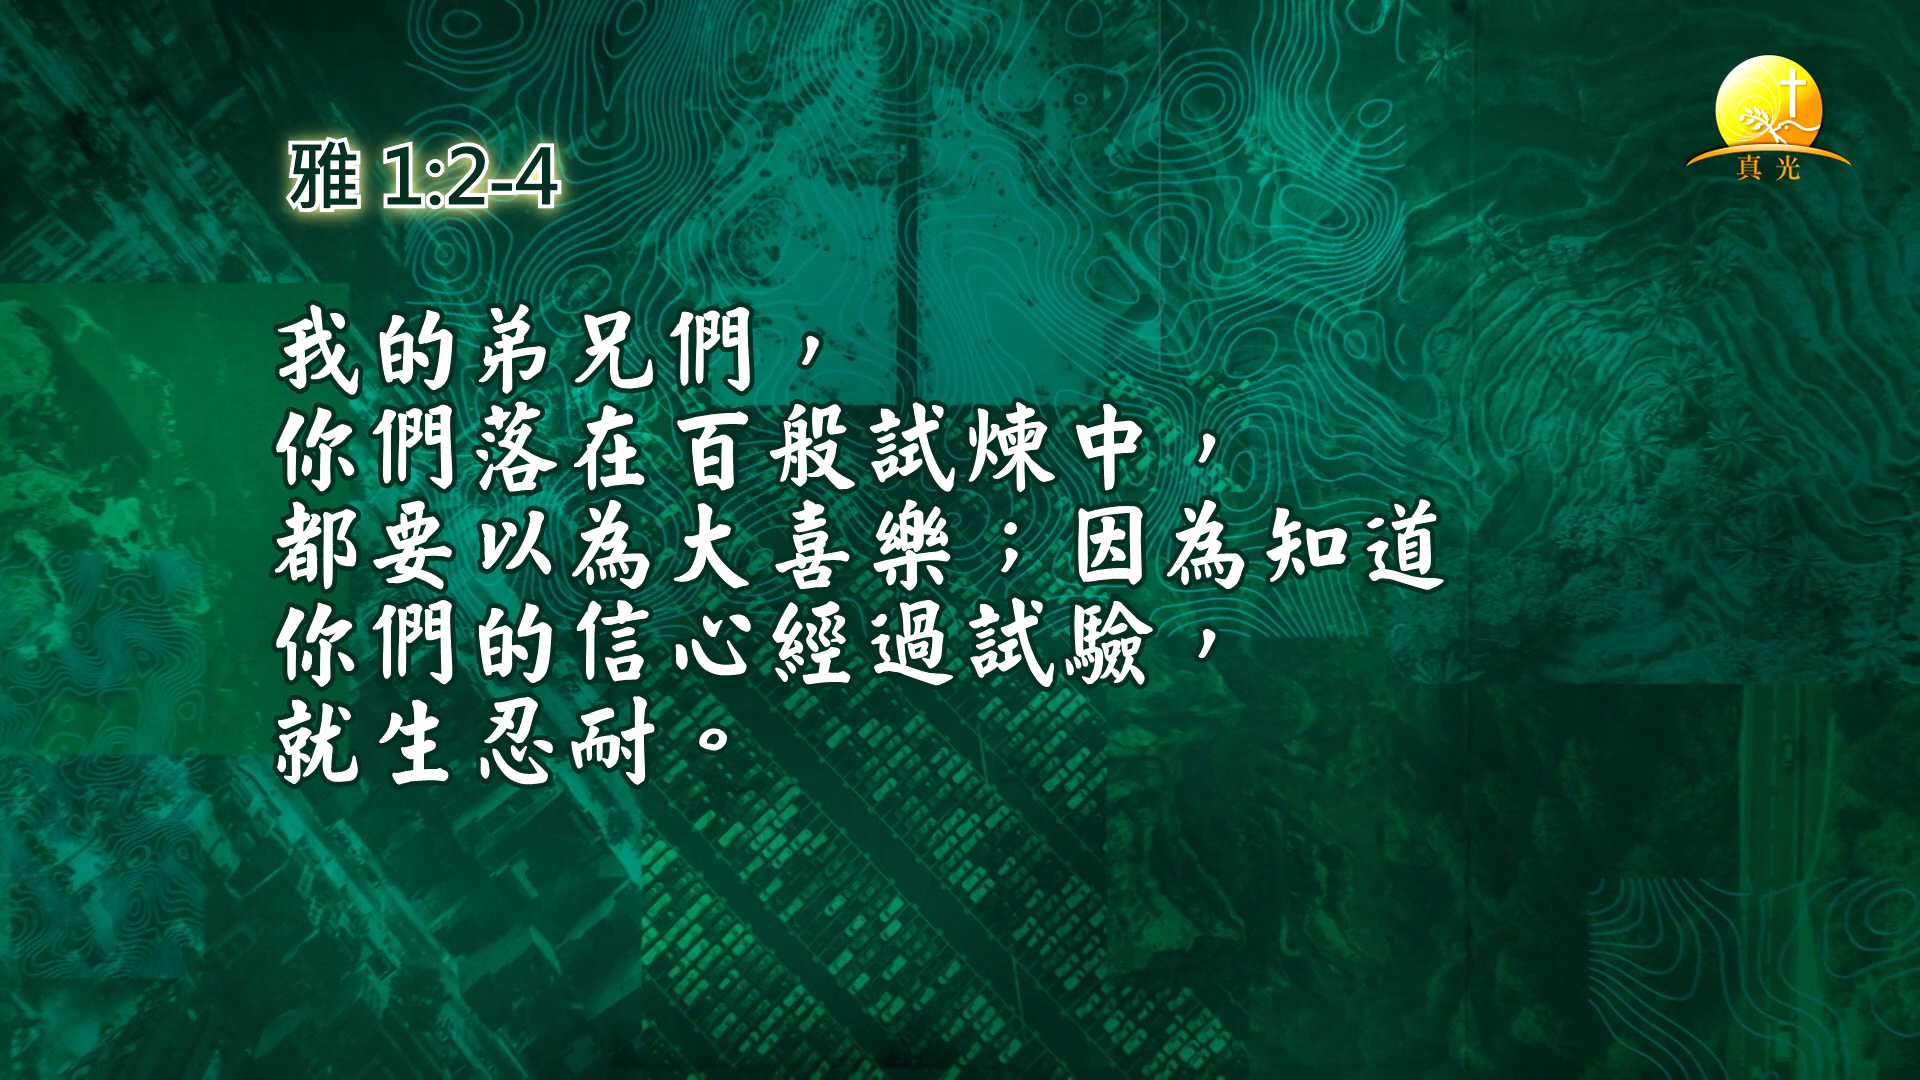 雅 1:2-4
真光
我的弟兄們，
你們落在百般試煉中，
都要以為大喜樂；因為知道
你們的信心經過試驗，
就生忍耐。